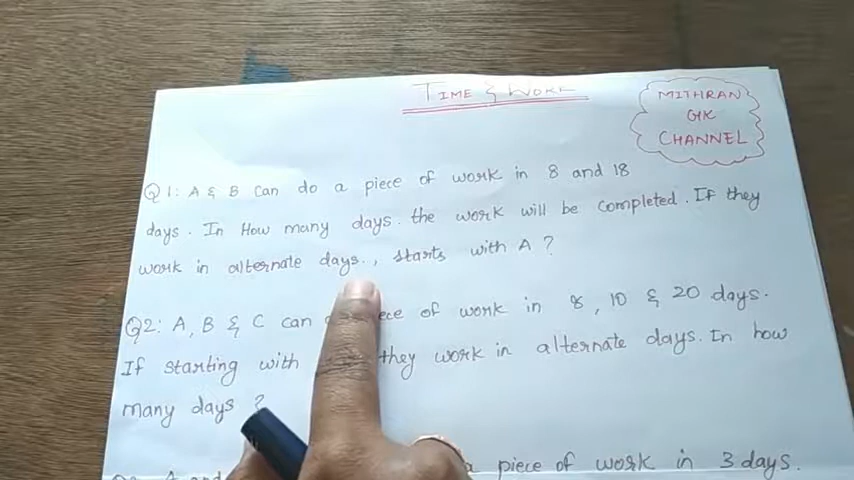 TIME & WORK
MITHRAN
GK
CHANNEL
Q1: A & B can do a piece of work in 8 and 18
days. In How many days. the work will be completed. If they
work in alternate days., starts with A?
Q2: A, B & C can piece of work in 8, 10 & 20 days.
If starting with they work in alternate days. In how
many days?
A and a piece of work in 3 days.